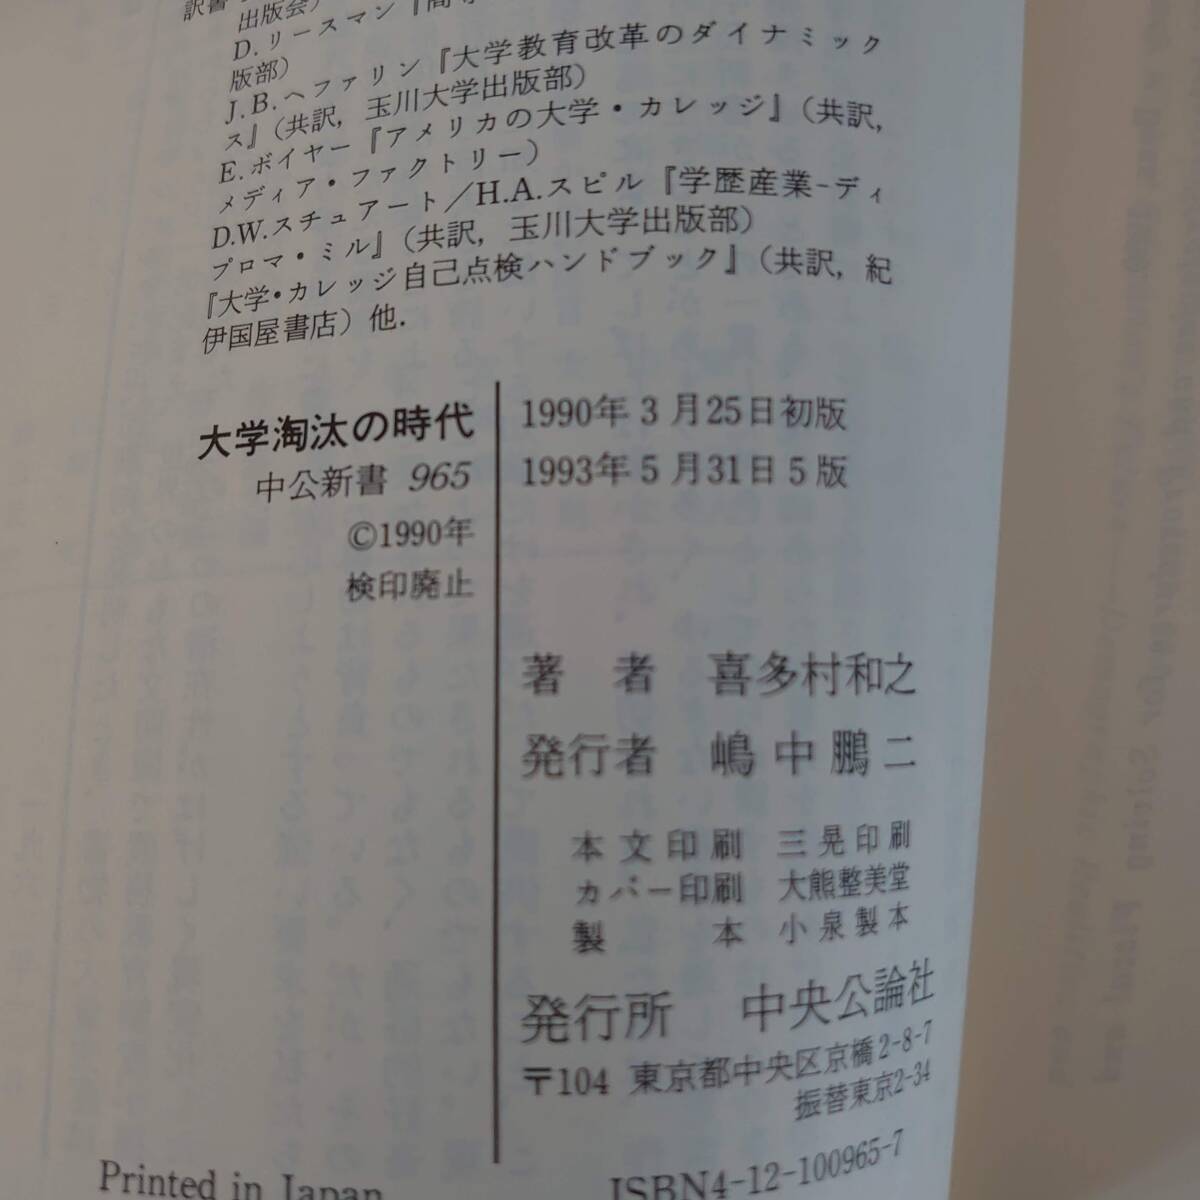 訳書
出版会）
D.リースマン『高等
版部）
J.B.ヘファリン『大学教育改革のダイナミック
ス』（共訳，玉川大学出版部）
E.ボイヤー『アメリカの大学・カレッジ』（共訳，
メディア・ファクトリー）
D.W.スチュアート／H.A.スピル『学歴産業-ディ
プロマ・ミル』（共訳，玉川大学出版部）
『大学・カレッジ自己点検ハンドブック』（共訳，紀
伊国屋書店）他.
大学淘汰の時代
中公新書 965
©1990年
検印廃止
1990年3月25日初版
1993年5月31日5版
著者 喜多村和之
発行者 嶋中鵬二
本文印刷 三晃印刷
カバー印刷 大熊整美堂
製本 小泉製本
発行所 中央公論社
〒104 東京都中央区京橋2-8-7
振替東京2-34
ISBN4-12-100965-7
Printed in Japan